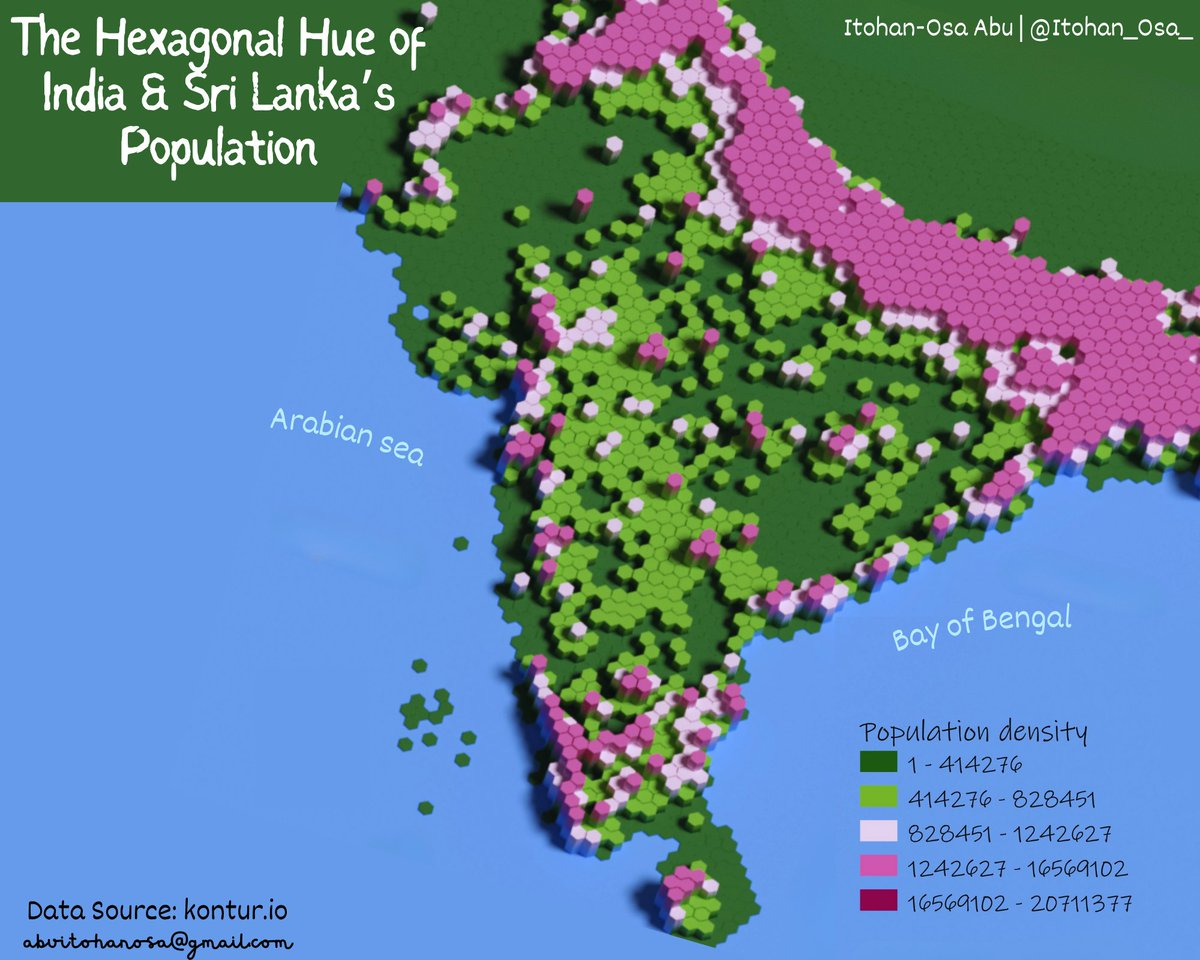 The Hexagonal Hue of
India & Sri Lanka's
Population
Itohan-Osa Abu | @Itohan_Osa_
Arabian sea
Bay of Bengal
Population density
1 - 414276
414276 - 828451
828451 - 1242627
1242627 - 16569102
16569102 - 20711377
Data Source: kontur.io
abuitohanosa@gmail.com